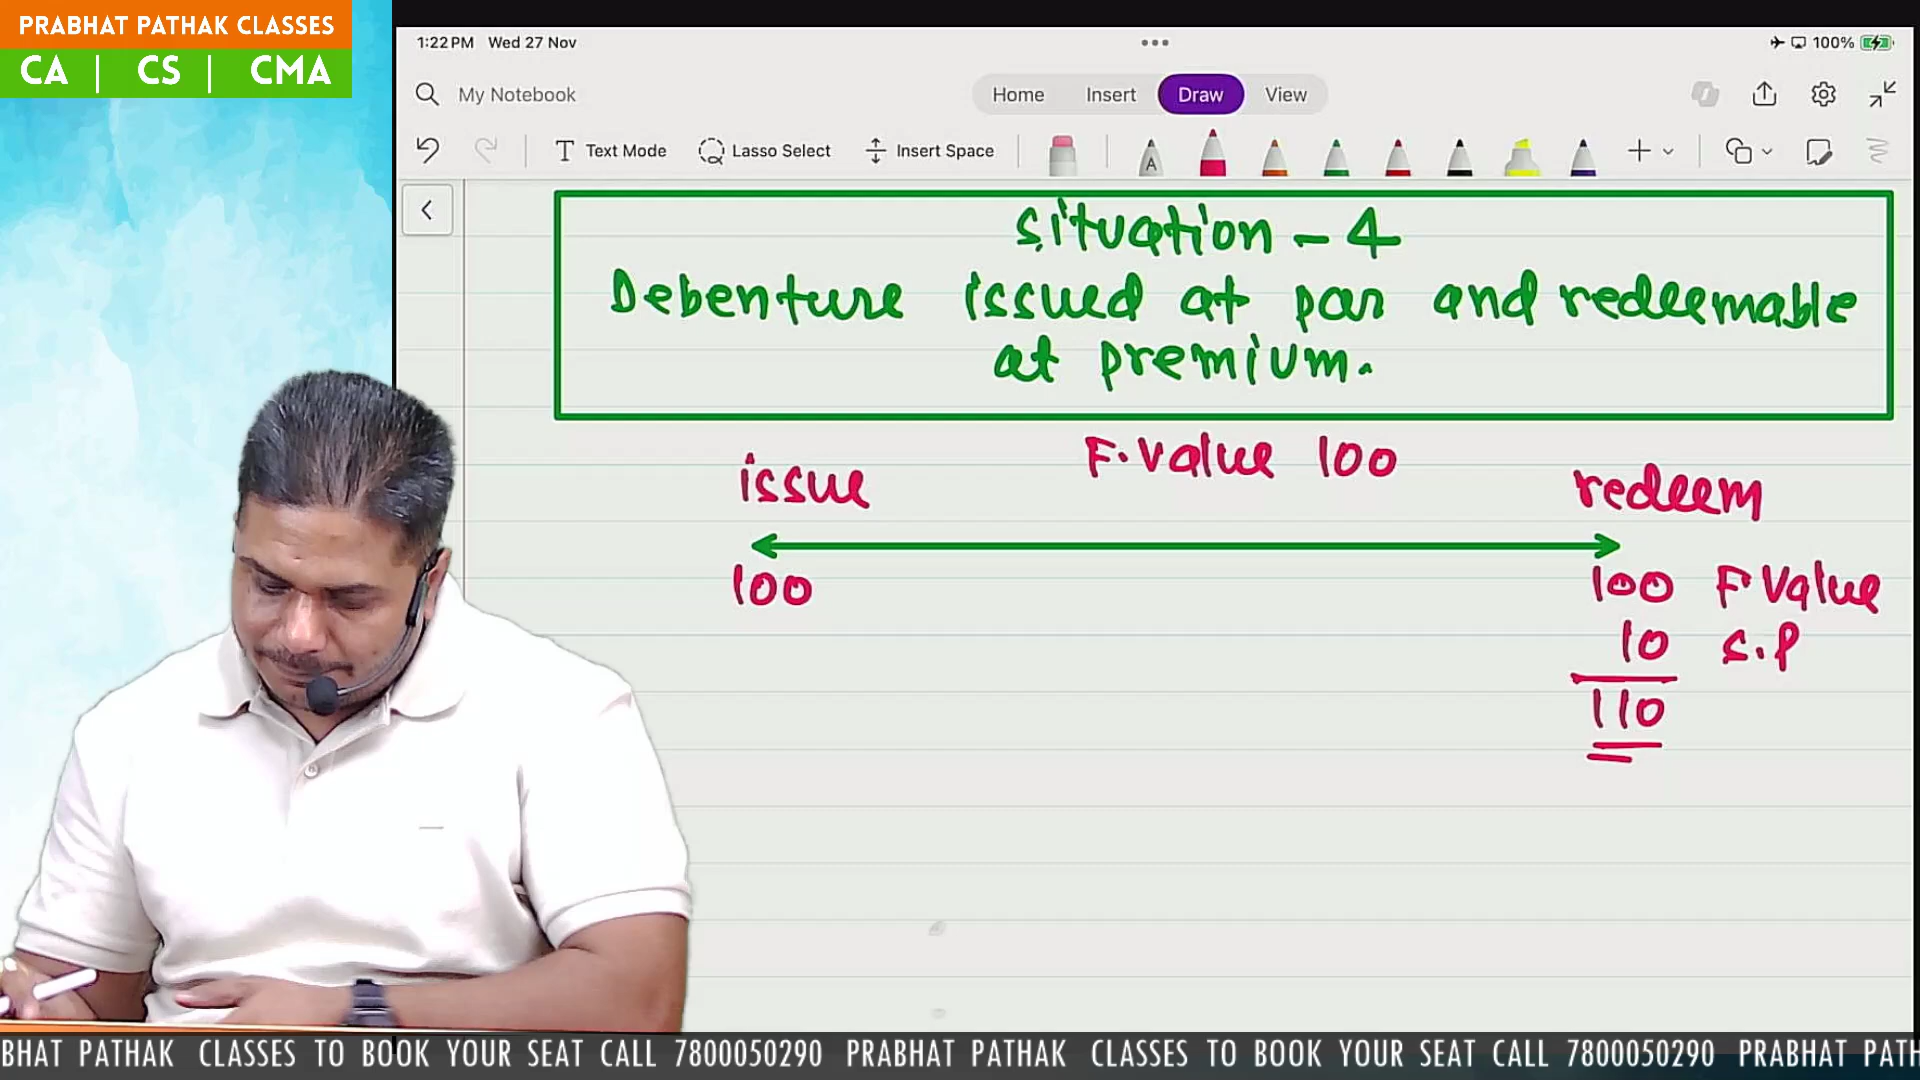 PRABHAT PATHAK CLASSES
CA | CS | CMA
1:22 PM Wed 27 Nov
100%
My Notebook
Home Insert Draw View
Text Mode Lasso Select Insert Space
A
Situation - 4
Debenture issued at par and redeemable
at premium.
F. Value 100
issue
redeem
100
100 F Value
10 S.P
110
BHAT PATHAK CLASSES TO BOOK YOUR SEAT CALL 7800050290 PRABHAT PATHAK CLASSES TO BOOK YOUR SEAT CALL 7800050290 PRABHAT PATH